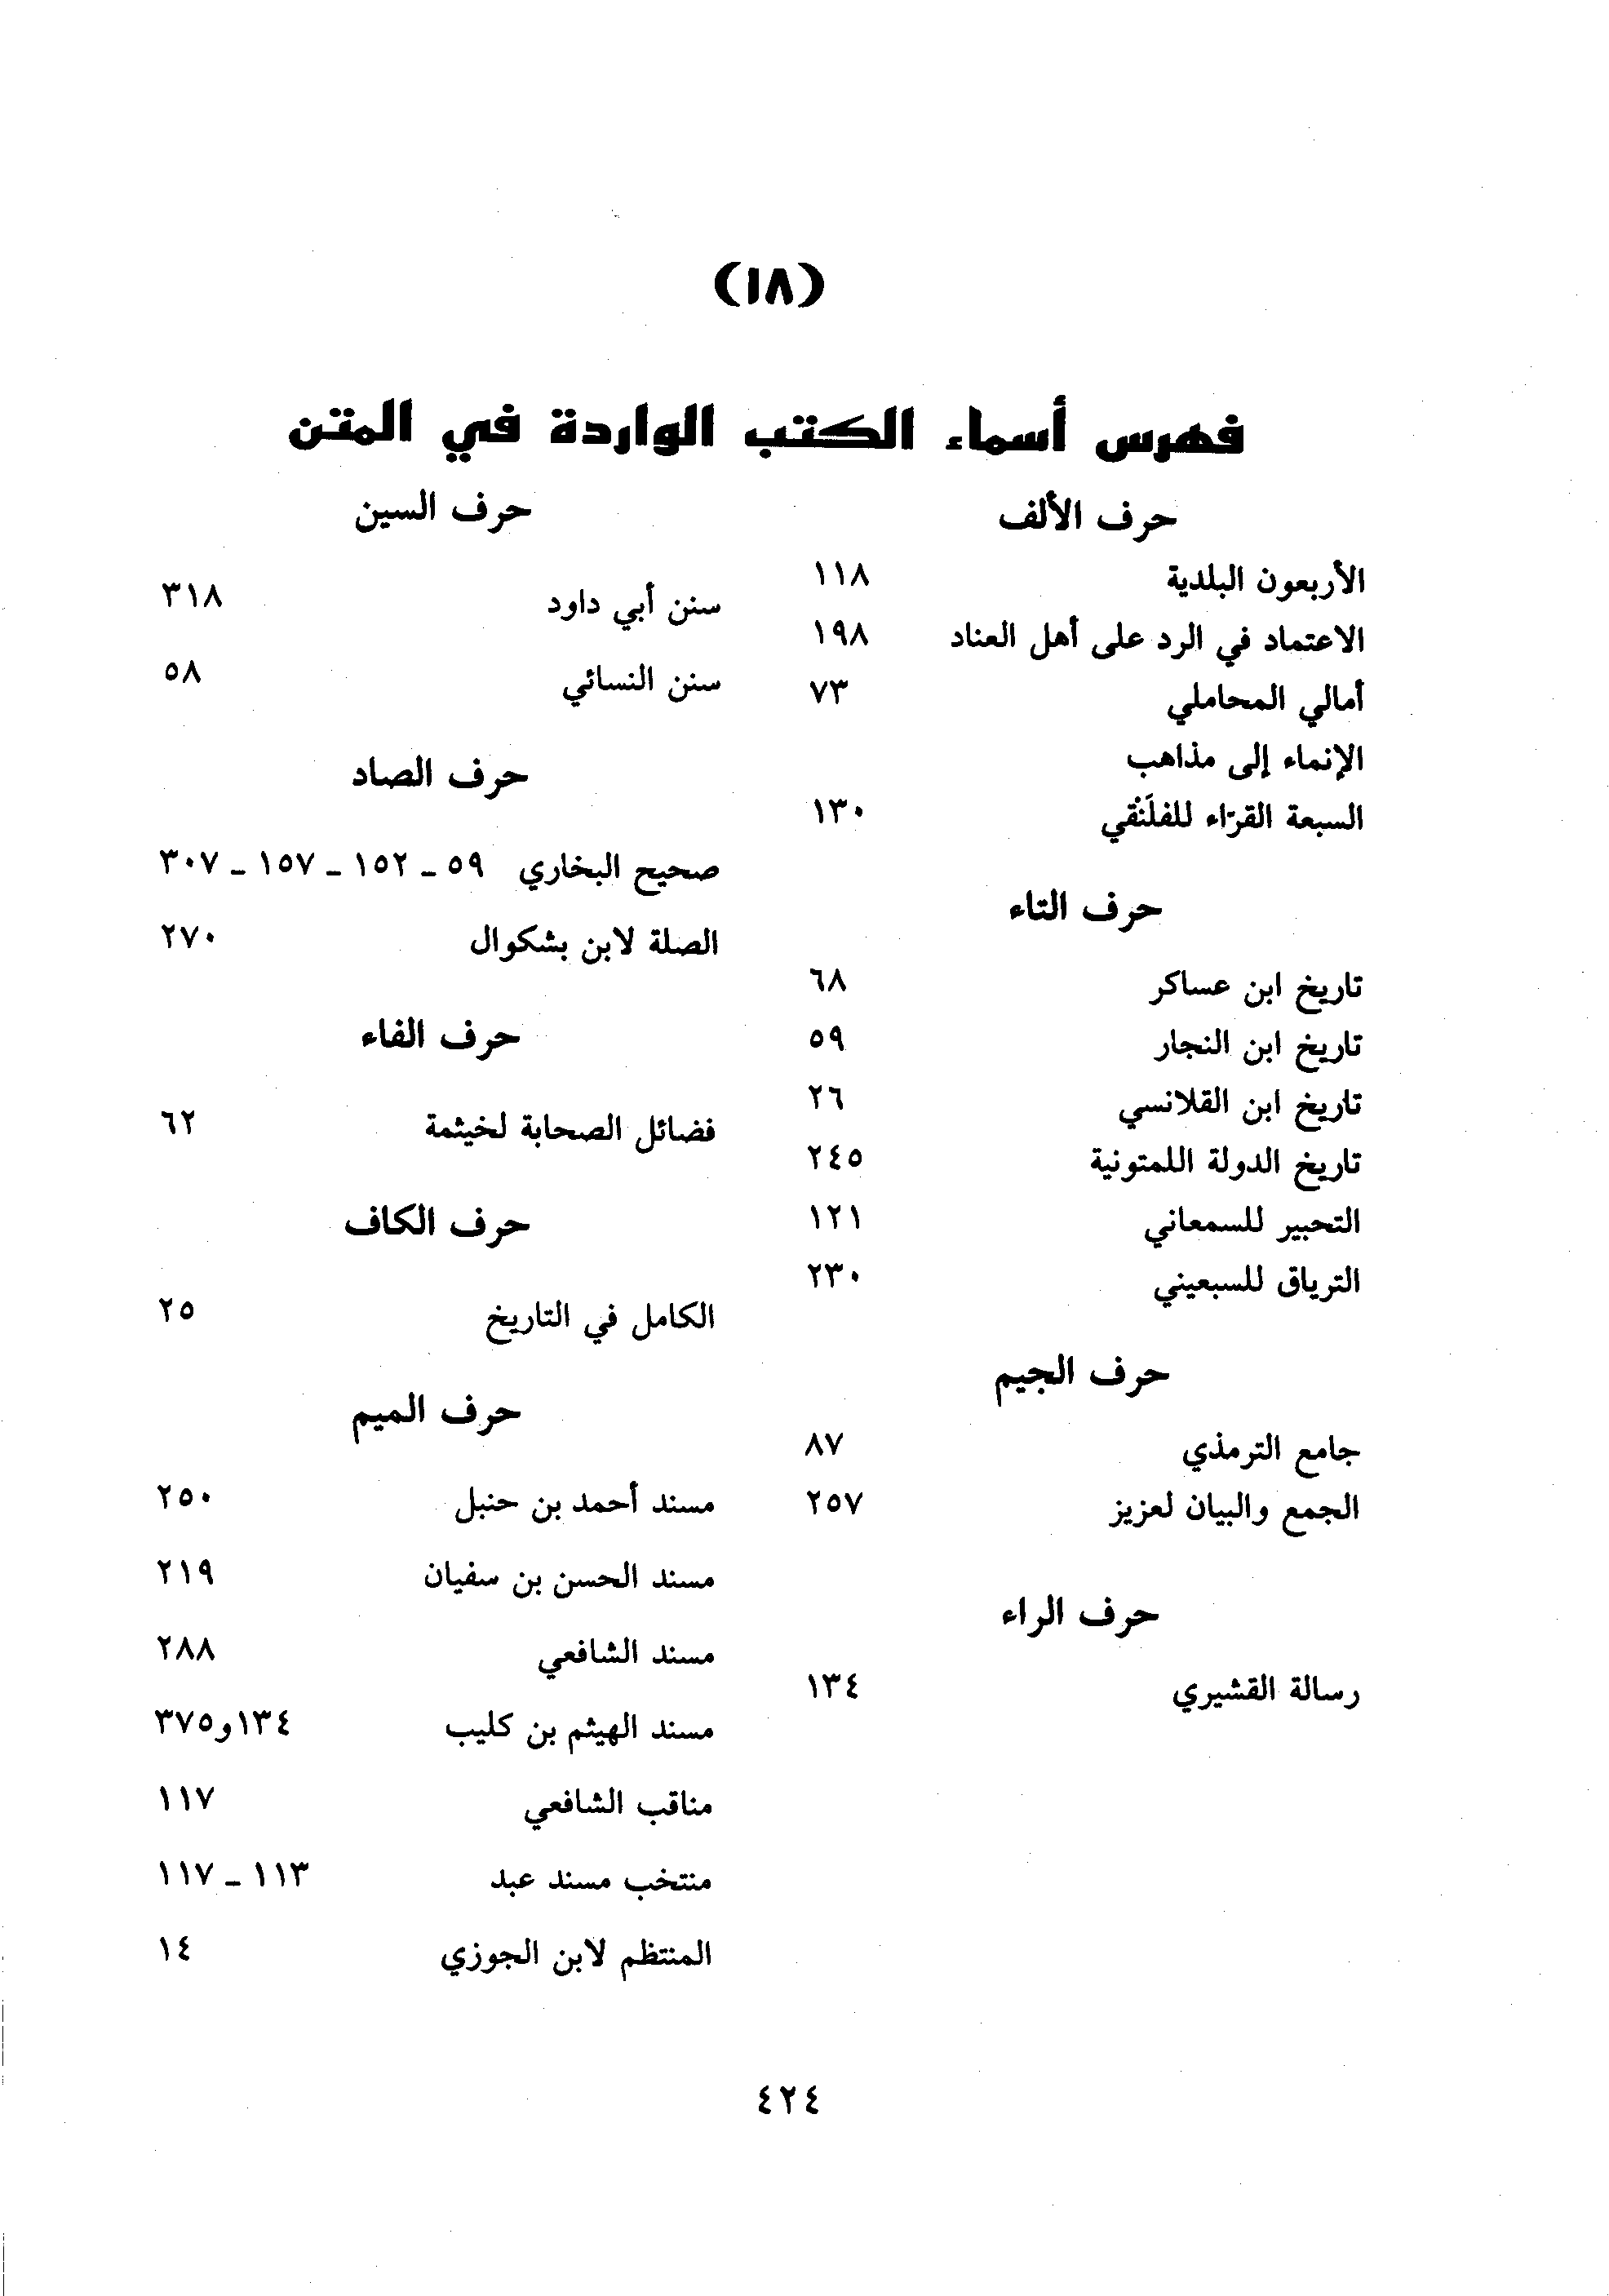 (١٨)
فهرس أسماء الكتب الواردة في المتن
حرف الألف
الأربعون البلدية ١١٨
الاعتماد في الرد على أهل العناد ١٩٨
أمالي المحاملي ٧٣
الإنماء إلى مذاهب
السبعة القرّاء للفلَنْقي ١٣٠
حرف التاء
تاريخ ابن عساكر ٦٨
تاريخ ابن النجار ٥٩
تاريخ ابن القلانسي ٢٦
تاريخ الدولة اللمتونية ٢٤٥
التحبير للسمعاني ١٢١
الترياق للسبعيني ٢٣٠
حرف الجيم
جامع الترمذي ٨٧
الجمع والبيان لعزيز ٢٥٧
حرف الراء
رسالة القشيري ١٣٤
حرف السين
سنن أبي داود ٣١٨
سنن النسائي ٥٨
حرف الصاد
صحيح البخاري ٥٩ - ١٥٢ - ١٥٧ - ٣٠٧
الصلة لابن بشكوال ٢٧٠
حرف الفاء
فضائل الصحابة لخيثمة ٦٢
حرف الكاف
الكامل في التاريخ ٢٥
حرف الميم
مسند أحمد بن حنبل ٢٥٠
مسند الحسن بن سفيان ٢١٩
مسند الشافعي ٢٨٨
مسند الهيثم بن كليب ١٣٤و٣٧٥
مناقب الشافعي ١١٧
منتخب مسند عبد ١١٣ - ١١٧
المنتظم لابن الجوزي ١٤
٤٢٤